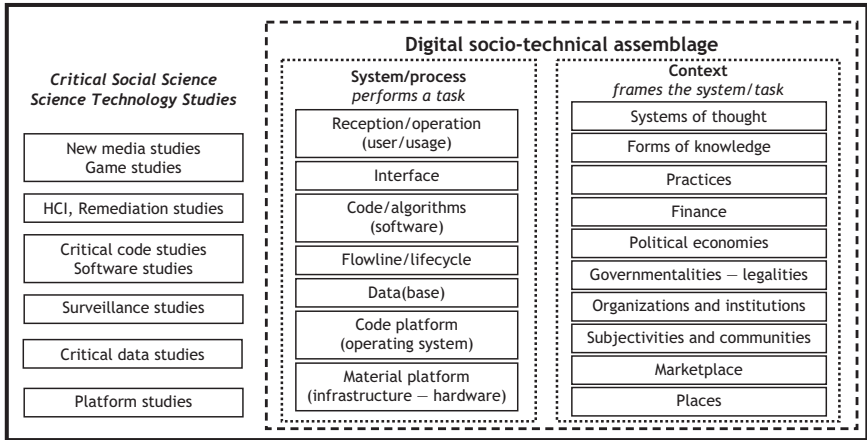 Critical Social Science
Science Technology Studies
New media studies
Game studies
HCI, Remediation studies
Critical code studies
Software studies
Surveillance studies
Critical data studies
Platform studies
Digital socio-technical assemblage
System/process
performs a task
Reception/operation
(user/usage)
Interface
Code/algorithms
(software)
Flowline/lifecycle
Data(base)
Code platform
(operating system)
Material platform
(infrastructure – hardware)
Context
frames the system/task
Systems of thought
Forms of knowledge
Practices
Finance
Political economies
Governmentalities – legalities
Organizations and institutions
Subjectivities and communities
Marketplace
Places